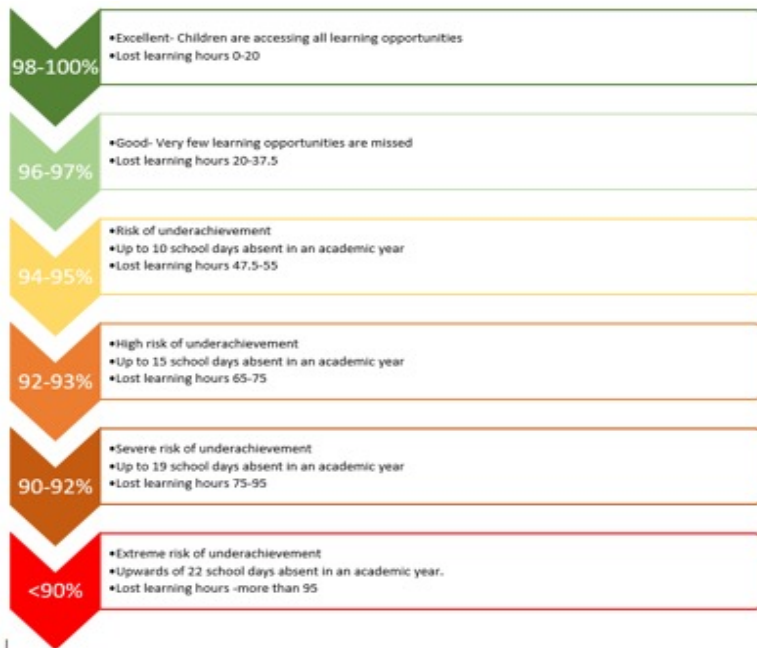 98-100%
•Excellent- Children are accessing all learning opportunities
•Lost learning hours 0-20
96-97%
•Good- Very few learning opportunities are missed
•Lost learning hours 20-37.5
94-95%
•Risk of underachievement
•Up to 10 school days absent in an academic year
•Lost learning hours 47.5-55
92-93%
•High risk of underachievement
•Up to 15 school days absent in an academic year
•Lost learning hours 65-75
90-92%
•Severe risk of underachievement
•Up to 19 school days absent in an academic year
•Lost learning hours 75-95
<90%
•Extreme risk of underachievement
•Upwards of 22 school days absent in an academic year.
•Lost learning hours -more than 95